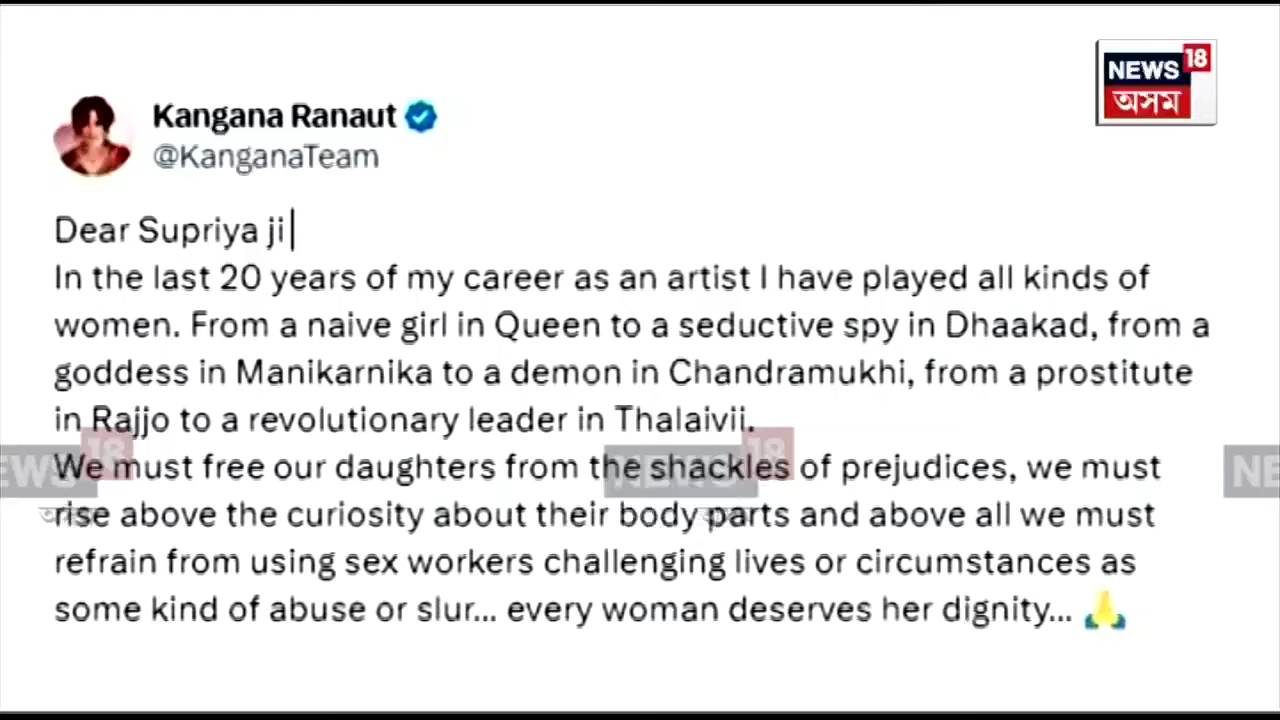 NEWS 18
অসম
Kangana Ranaut
@KanganaTeam
Dear Supriya ji
In the last 20 years of my career as an artist I have played all kinds of
women. From a naive girl in Queen to a seductive spy in Dhaakad, from a
goddess in Manikarnika to a demon in Chandramukhi, from a prostitute
in Rajjo to a revolutionary leader in Thalaivii.
We must free our daughters from the shackles of prejudices, we must
rise above the curiosity about their body parts and above all we must
refrain from using sex workers challenging lives or circumstances as
some kind of abuse or slur... every woman deserves her dignity... 🙏